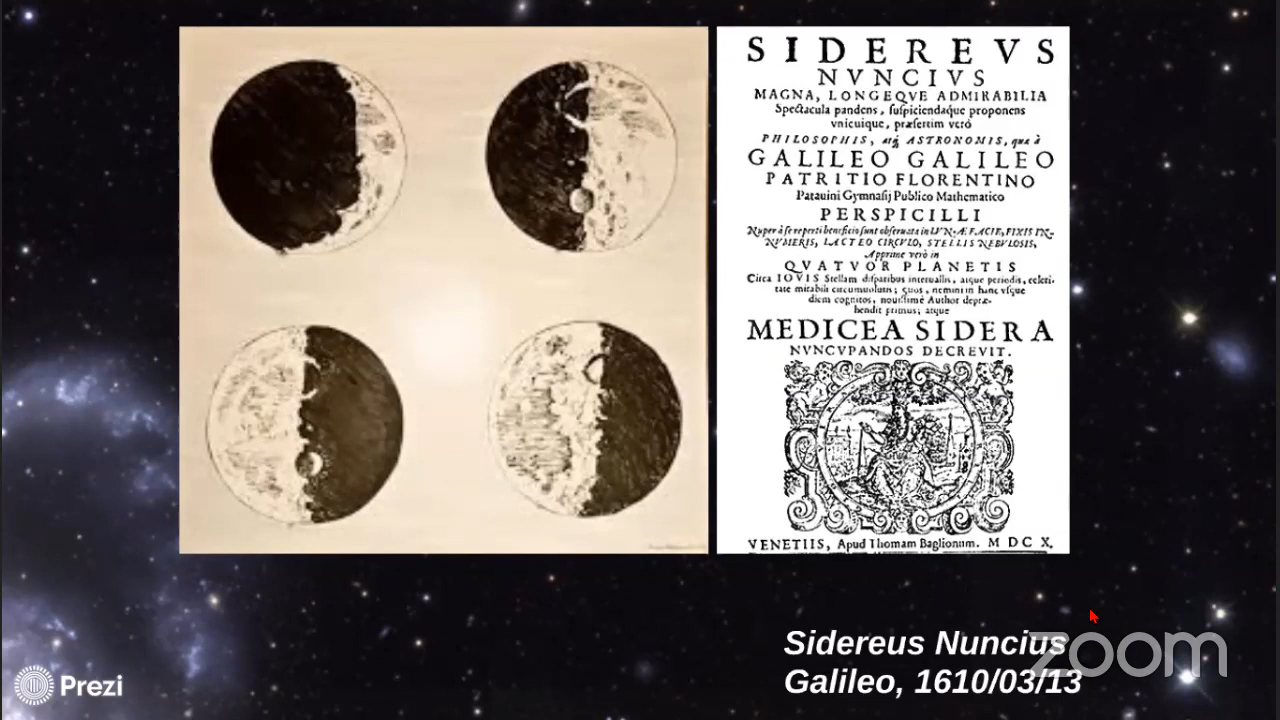 SIDEREVS
NVNCIVS
MAGNA, LONGEQVE ADMIRABILIA
Spectacula pandens, suspiciendaque proponens
vnicuique, præsertim verò
PHILOSOPHIS, atq́; ASTRONOMIS, quæ à
GALILEO GALILEO
PATRITIO FLORENTINO
Patauini Gymnasij Publico Mathematico
PERSPICILLI
Nuper à se reperti beneficio sunt obseruata in LVNÆ FACIE, FIXIS IN-
NVMERIS, LACTEO CIRCVLO, STELLIS NEBVLOSIS,
Apprime verò in
QVATVOR PLANETIS
Circa IOVIS Stellam disparibus interuallis, atque periodis, celeri-
tate mirabili circumuolutis; quos, nemini in hanc vsque
diem cognitos, nouissimè Author depræ-
hendit primus; atque
MEDICEA SIDERA
NVNCVPANDOS DECREVIT.
VENETIIS, Apud Thomam Baglionum. M DC X.
Sidereus Nuncius
Galileo, 1610/03/13
zoom
Prezi